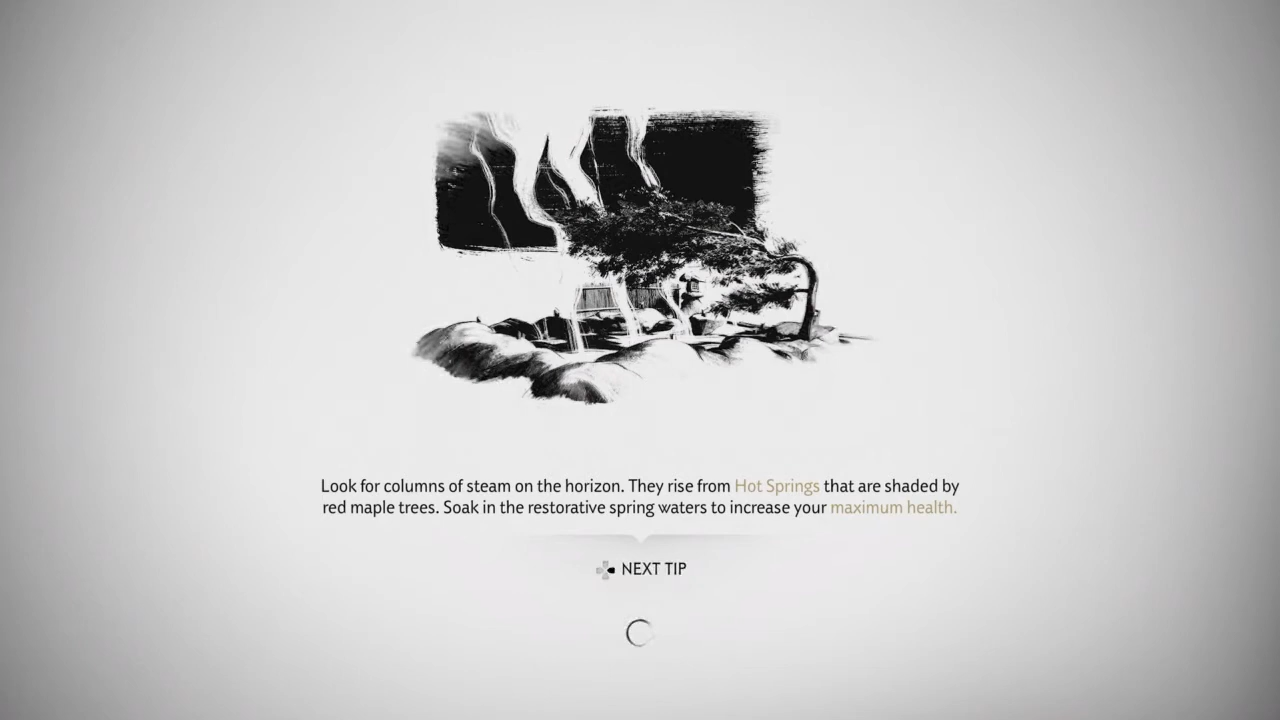 Look for columns of steam on the horizon. They rise from Hot Springs that are shaded by
red maple trees. Soak in the restorative spring waters to increase your maximum health.
NEXT TIP